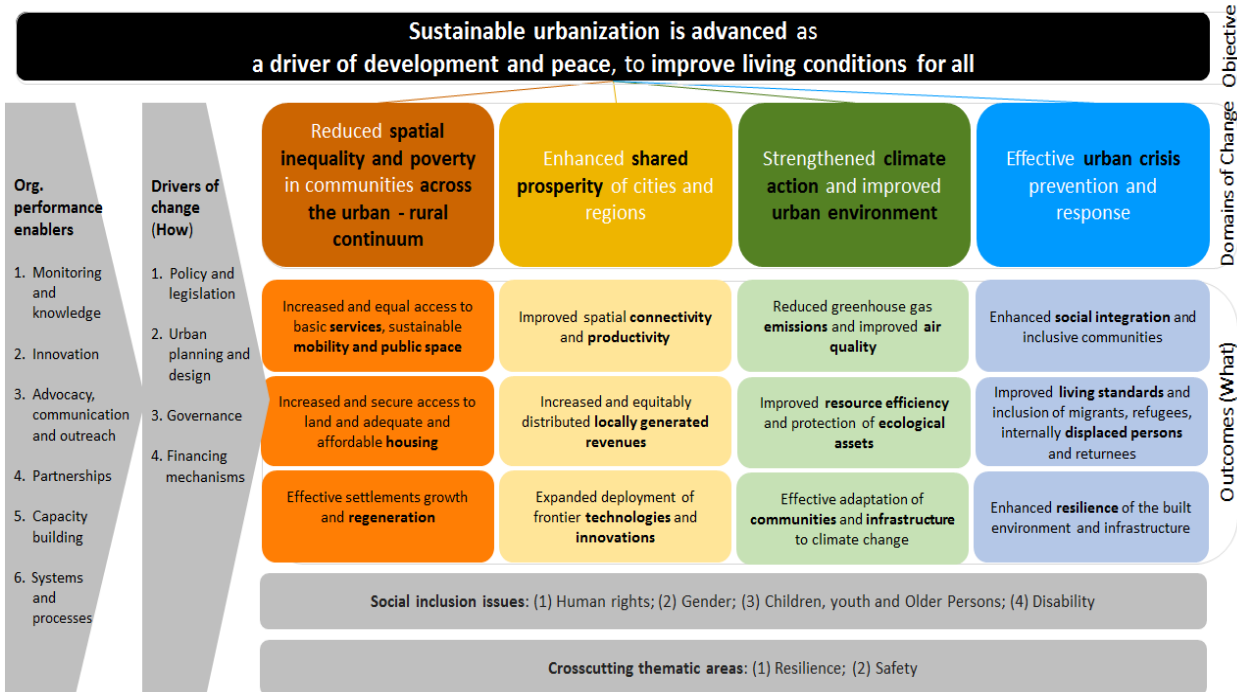 Sustainable urbanization is advanced as
a driver of development and peace, to improve living conditions for all
Objective
Org.
performance
enablers
1. Monitoring
and
knowledge
2. Innovation
3. Advocacy,
communication
and outreach
4. Partnerships
5. Capacity
building
6. Systems
and
processes
Drivers of
change
(How)
1. Policy and
legislation
2. Urban
planning and
design
3. Governance
4. Financing
mechanisms
Reduced spatial
inequality and poverty
in communities across
the urban - rural
continuum
Enhanced shared
prosperity of cities and
regions
Strengthened climate
action and improved
urban environment
Effective urban crisis
prevention and
response
Domains of Change
Increased and equal access to
basic services, sustainable
mobility and public space
Improved spatial connectivity
and productivity
Reduced greenhouse gas
emissions and improved air
quality
Enhanced social integration and
inclusive communities
Increased and secure access to
land and adequate and
affordable housing
Increased and equitably
distributed locally generated
revenues
Improved resource efficiency
and protection of ecological
assets
Improved living standards and
inclusion of migrants, refugees,
internally displaced persons
and returnees
Effective settlements growth
and regeneration
Expanded deployment of
frontier technologies and
innovations
Effective adaptation of
communities and infrastructure
to climate change
Enhanced resilience of the built
environment and infrastructure
Outcomes (What)
Social inclusion issues: (1) Human rights; (2) Gender; (3) Children, youth and Older Persons; (4) Disability
Crosscutting thematic areas: (1) Resilience; (2) Safety